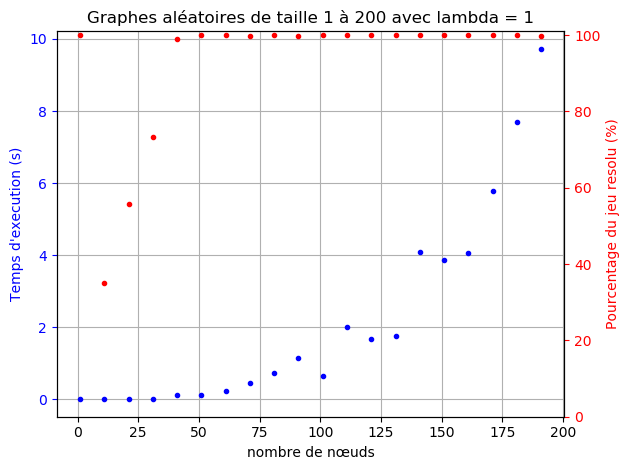 Graphes aléatoires de taille 1 à 200 avec lambda = 1
10
8
6
4
2
0
Temps d'execution (s)
100
80
60
40
20
0
Pourcentage du jeu resolu (%)
0 25 50 75 100 125 150 175 200
nombre de nœuds